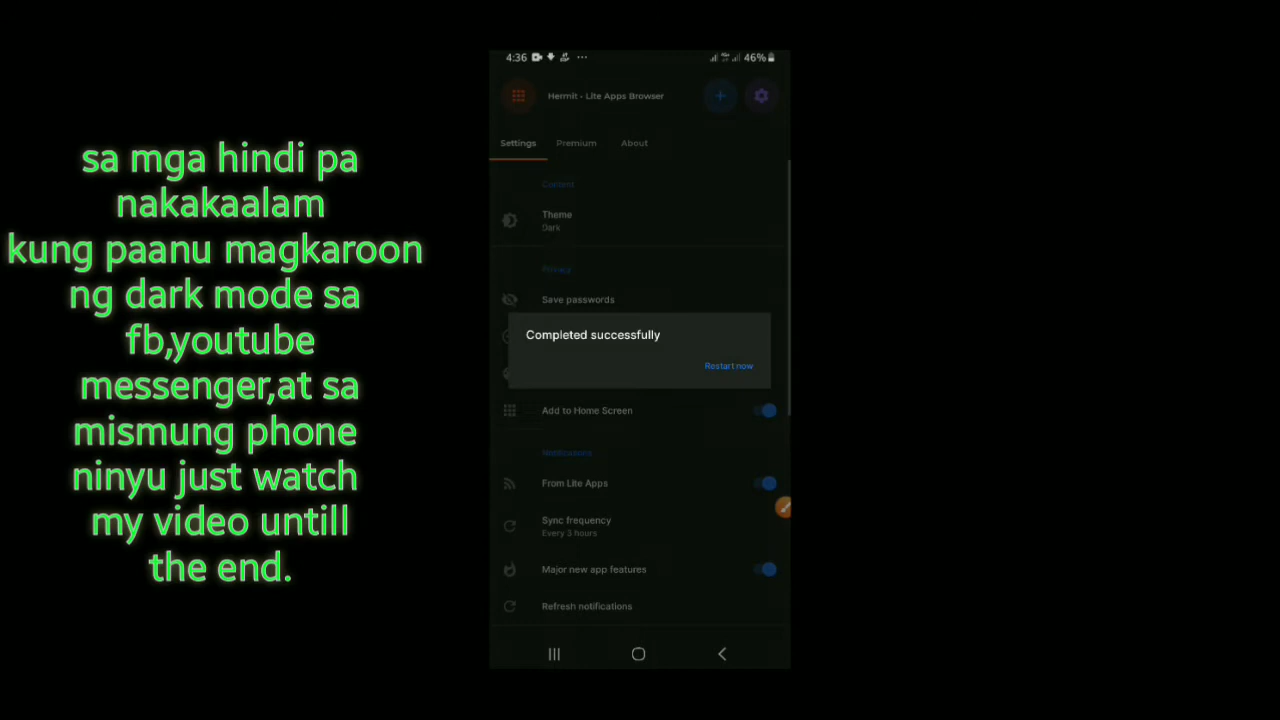 sa mga hindi pa
nakakaalam
kung paanu magkaroon
ng dark mode sa
fb,youtube
messenger,at sa
mismung phone
ninyu just watch
my video untill
the end.
4:36
46%
Hermit - Lite Apps Browser
Settings Premium About
Content
Theme
Dark
Privacy
Save passwords
Completed successfully
Restart now
Add to Home Screen
Notifications
From Lite Apps
Sync frequency
Every 3 hours
Major new app features
Refresh notifications